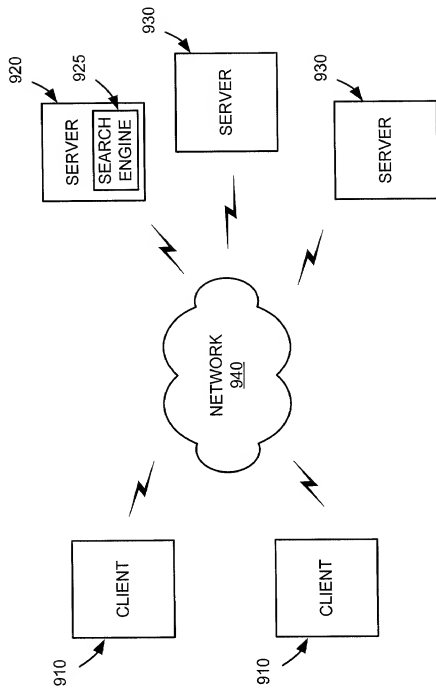 920
925
SERVER
SEARCH
ENGINE
930
SERVER
930
SERVER
NETWORK
940
910
CLIENT
910
CLIENT